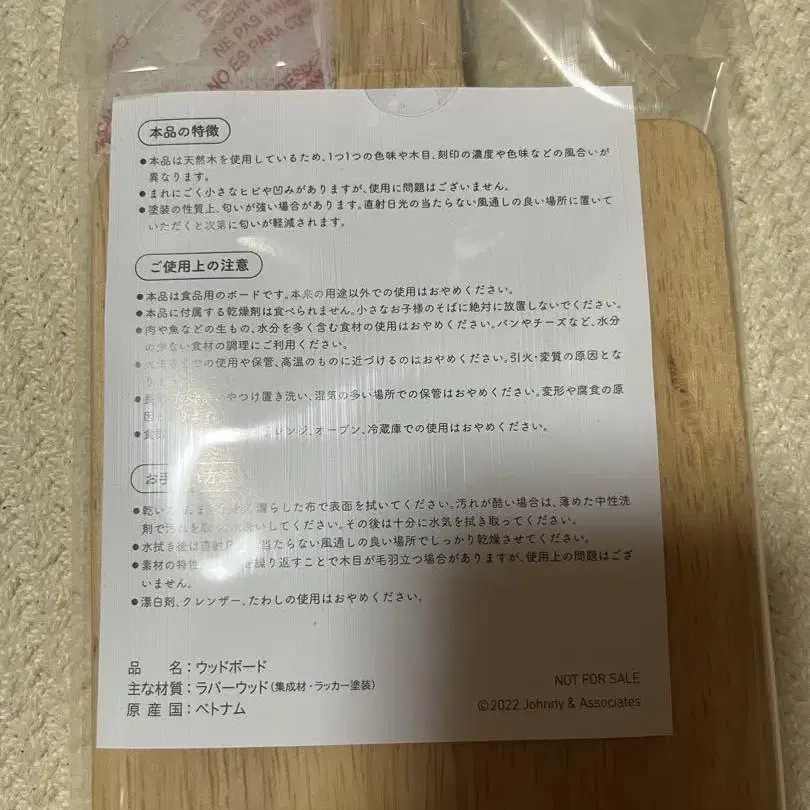 NE PAS MAN
NO ES PARA
本品の特徴
●本品は天然木を使用しているため、1つ1つの色味や木目、刻印の濃度や色味などの風合いが
異なります。
●まれにごく小さなヒビや凹みがありますが、使用に問題はございません。
●塗装の性質上、匂いが強い場合があります。直射日光の当たらない風通しの良い場所に置いて
いただくと次第に匂いが軽減されます。
ご使用上の注意
●本品は食品用のボードです。本来の用途以外での使用はおやめください。
●本品に付属する乾燥剤は食べられません。小さなお子様のそばに絶対に放置しないでください。
●肉や魚などの生もの、水分を多く含む食材の使用はおやめください。パンやチーズなど、水分
の少ない食材の調理にご利用ください。
での使用や保管、高温のものに近づけるのはおやめください。引火・変質の原因とな
やつけ置き洗い、湿気の多い場所での保管はおやめください。変形や腐食の原
レンジ、オーブン、冷蔵庫での使用はおやめください。
お手
●乾い 濡らした布で表面を拭いてください。汚れが酷い場合は、薄めた中性洗
剤で汚れを取り 洗いしてください。その後は十分に水気を拭き取ってください。
●水拭き後は直射日 当たらない風通しの良い場所でしっかり乾燥させてください。
●素材の特性 を繰り返すことで木目が毛羽立つ場合がありますが、使用上の問題はござ
いません。
●漂白剤、クレンザー、たわしの使用はおやめください。
品 名：ウッドボード
主な材質：ラバーウッド（集成材・ラッカー塗装）
原産国：ベトナム
NOT FOR SALE
©2022 Johnny & Associates